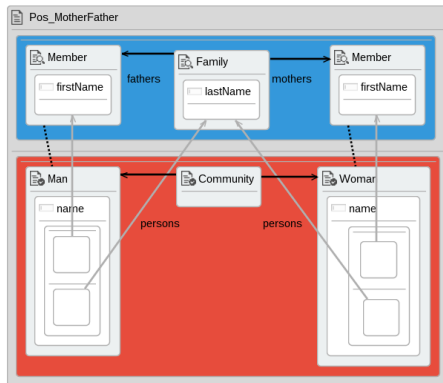 Pos_MotherFather
Member
Family
Member
fathers
mothers
firstName
lastName
firstName
Man
Community
Woman
name
name
persons
persons